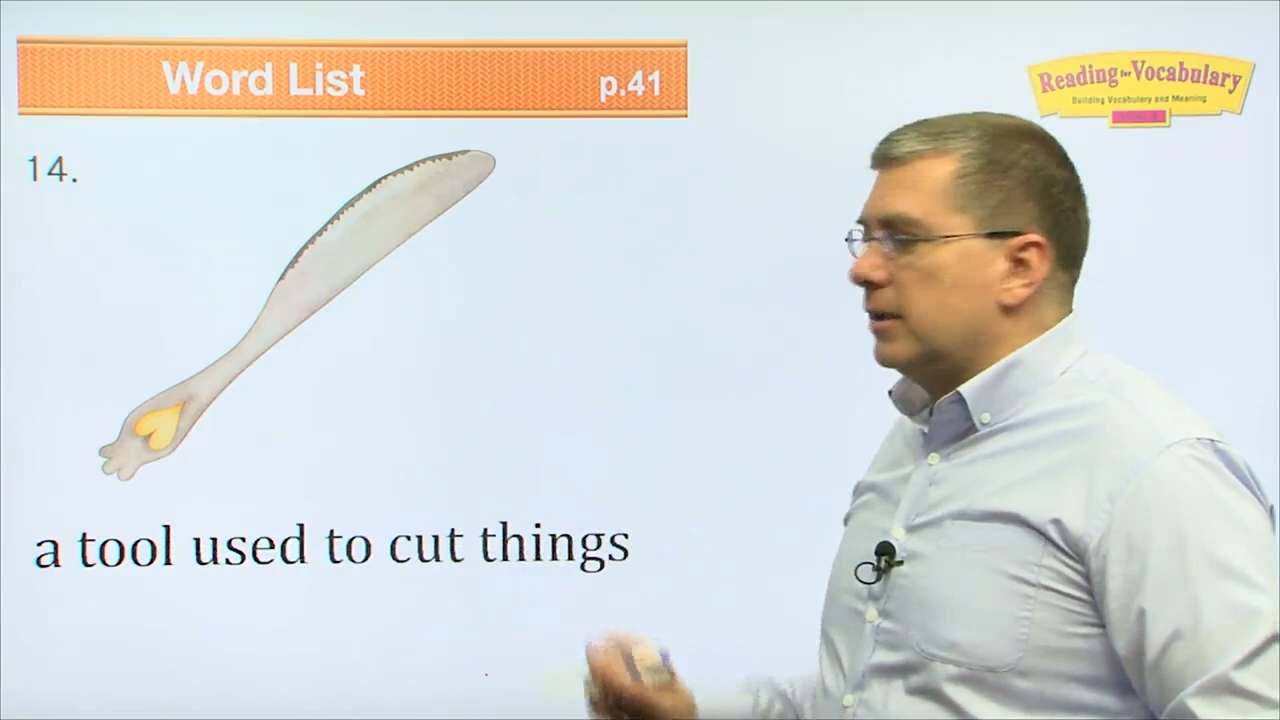 Word List p.41
Reading for Vocabulary
Building Vocabulary and Meaning
14.
a tool used to cut things